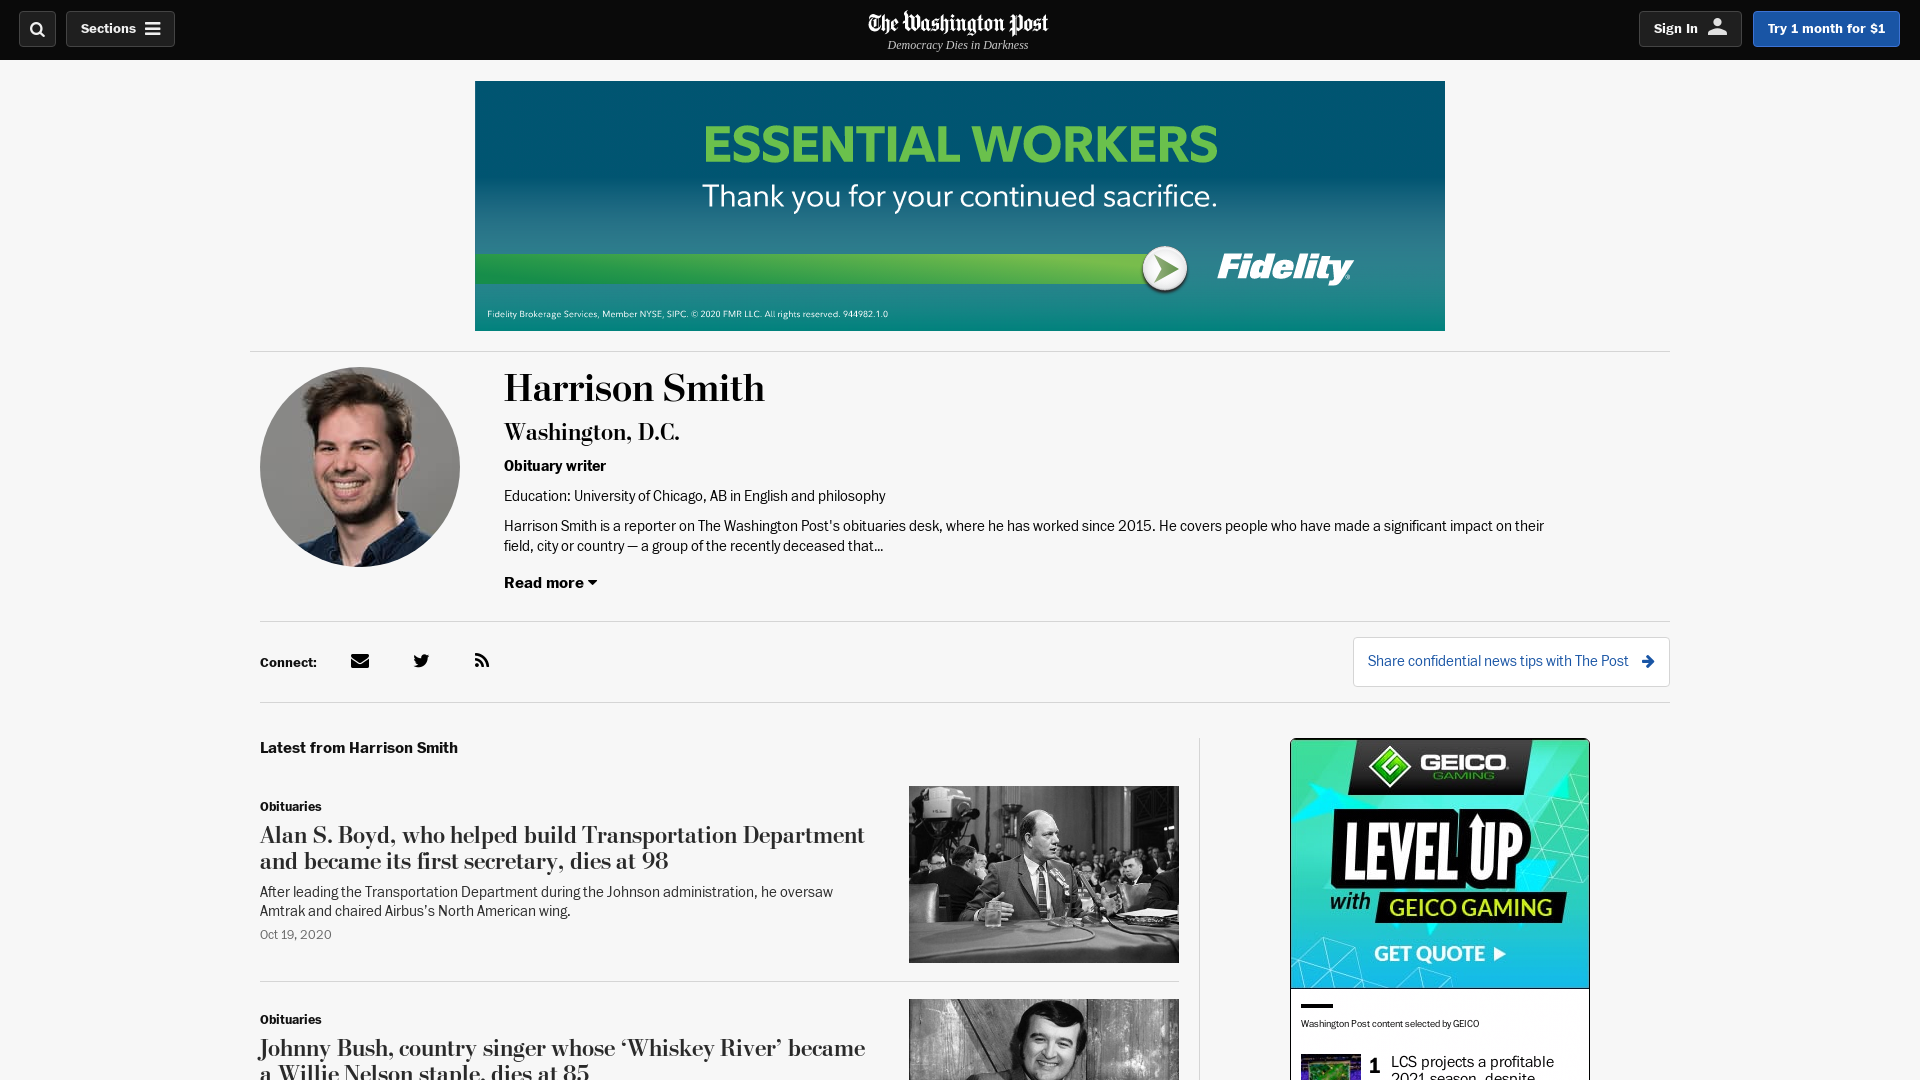 Sections
The Washington Post
Democracy Dies in Darkness
Sign In
Try 1 month for $1
ESSENTIAL WORKERS
Thank you for your continued sacrifice.
Fidelity
Fidelity Brokerage Services, Member NYSE, SIPC. © 2020 FMR LLC. All rights reserved. 944982.1.0
Harrison Smith
Washington, D.C.
Obituary writer
Education: University of Chicago, AB in English and philosophy
Harrison Smith is a reporter on The Washington Post's obituaries desk, where he has worked since 2015. He covers people who have made a significant impact on their
field, city or country — a group of the recently deceased that...
Read more
Connect:
Share confidential news tips with The Post
Latest from Harrison Smith
Obituaries
Alan S. Boyd, who helped build Transportation Department
and became its first secretary, dies at 98
After leading the Transportation Department during the Johnson administration, he oversaw
Amtrak and chaired Airbus’s North American wing.
Oct 19, 2020
Obituaries
Johnny Bush, country singer whose ‘Whiskey River’ became
a Willie Nelson staple, dies at 85
GEICO
GAMING
LEVEL UP
with GEICO GAMING
GET QUOTE
Washington Post content selected by GEICO
1 LCS projects a profitable
2021 season, despite